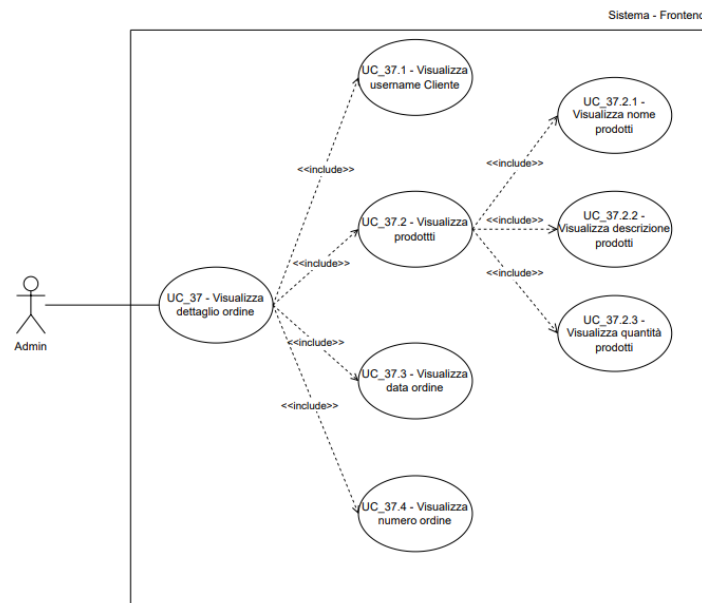 Sistema - Frontend
UC_37.1 - Visualizza
username Cliente
UC_37.2.1 -
Visualizza nome
prodotti
<<include>>
<<include>>
UC_37.2 - Visualizza
prodottti
<<include>>
UC_37.2.2 -
Visualizza descrizione
prodotti
<<include>>
<<include>>
UC_37 - Visualizza
dettaglio ordine
Admin
UC_37.2.3 -
Visualizza quantità
prodotti
<<include>>
UC_37.3 - Visualizza
data ordine
<<include>>
UC_37.4 - Visualizza
numero ordine